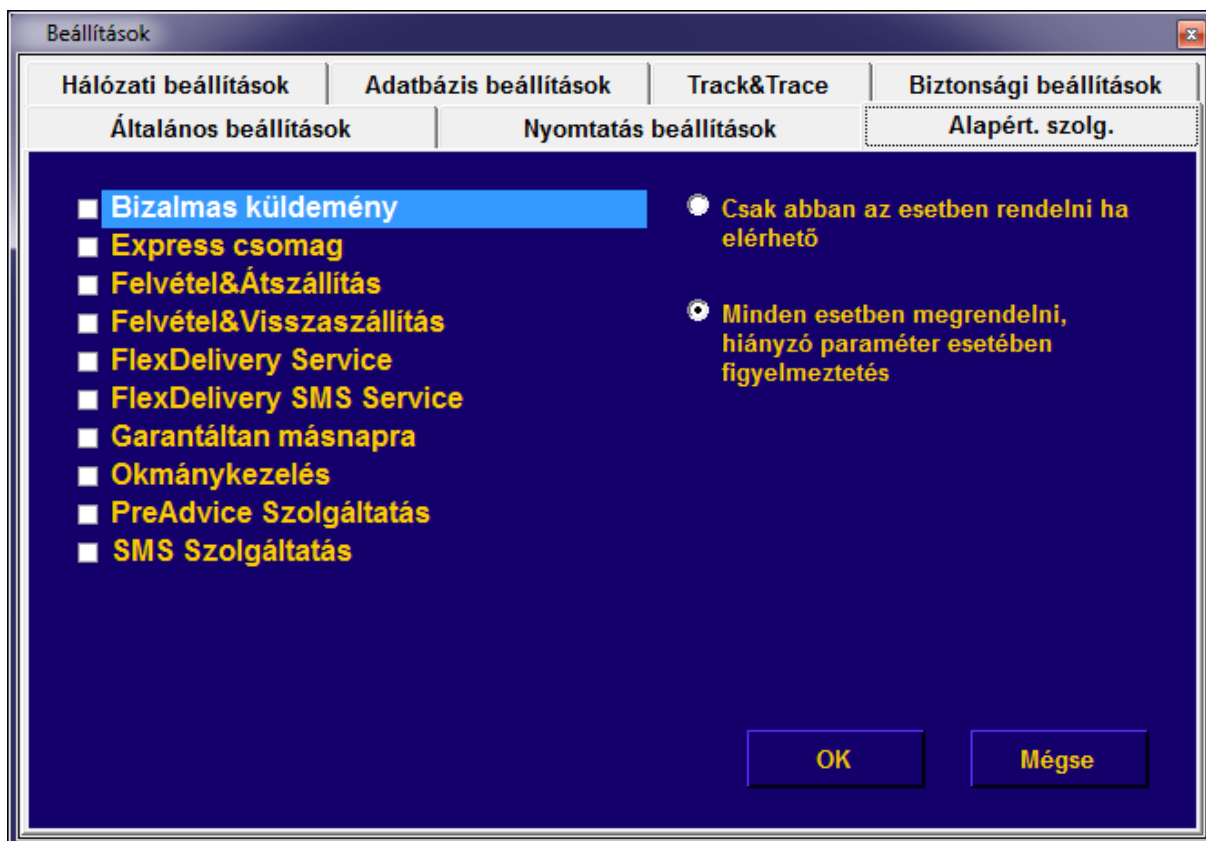 Beállítások
Hálózati beállítások
Adatbázis beállítások
Track&Trace
Biztonsági beállítások
Általános beállítások
Nyomtatás beállítások
Alapért. szolg.
Bizalmas küldemény
Express csomag
Felvétel&Átszállítás
Felvétel&Visszaszállítás
FlexDelivery Service
FlexDelivery SMS Service
Garantáltan másnapra
Okmánykezelés
PreAdvice Szolgáltatás
SMS Szolgáltatás
Csak abban az esetben rendelni ha
elérhető
Minden esetben megrendelni,
hiányzó paraméter esetében
figyelmeztetés
OK
Mégse